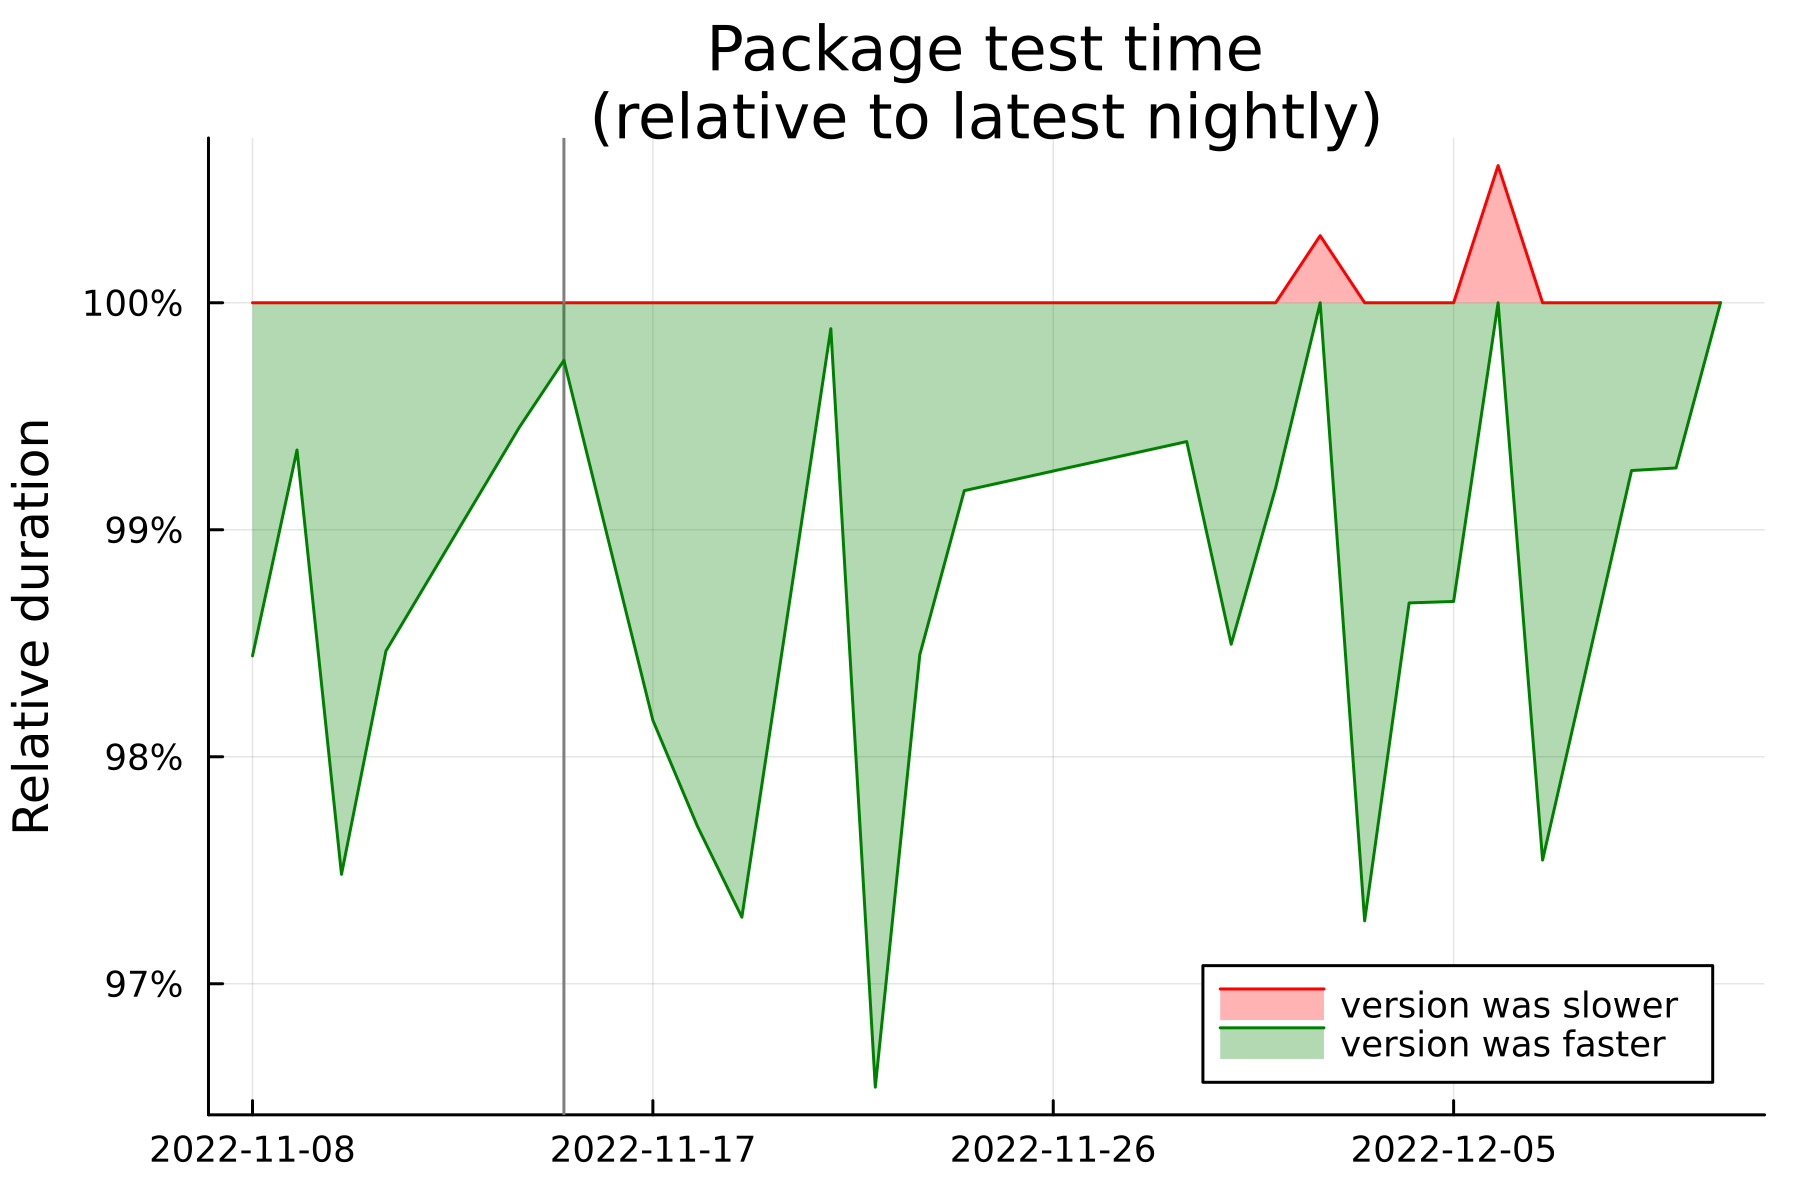 Package test time
(relative to latest nightly)
Relative duration
100%
99%
98%
97%
version was slower
version was faster
2022-11-08
2022-11-17
2022-11-26
2022-12-05